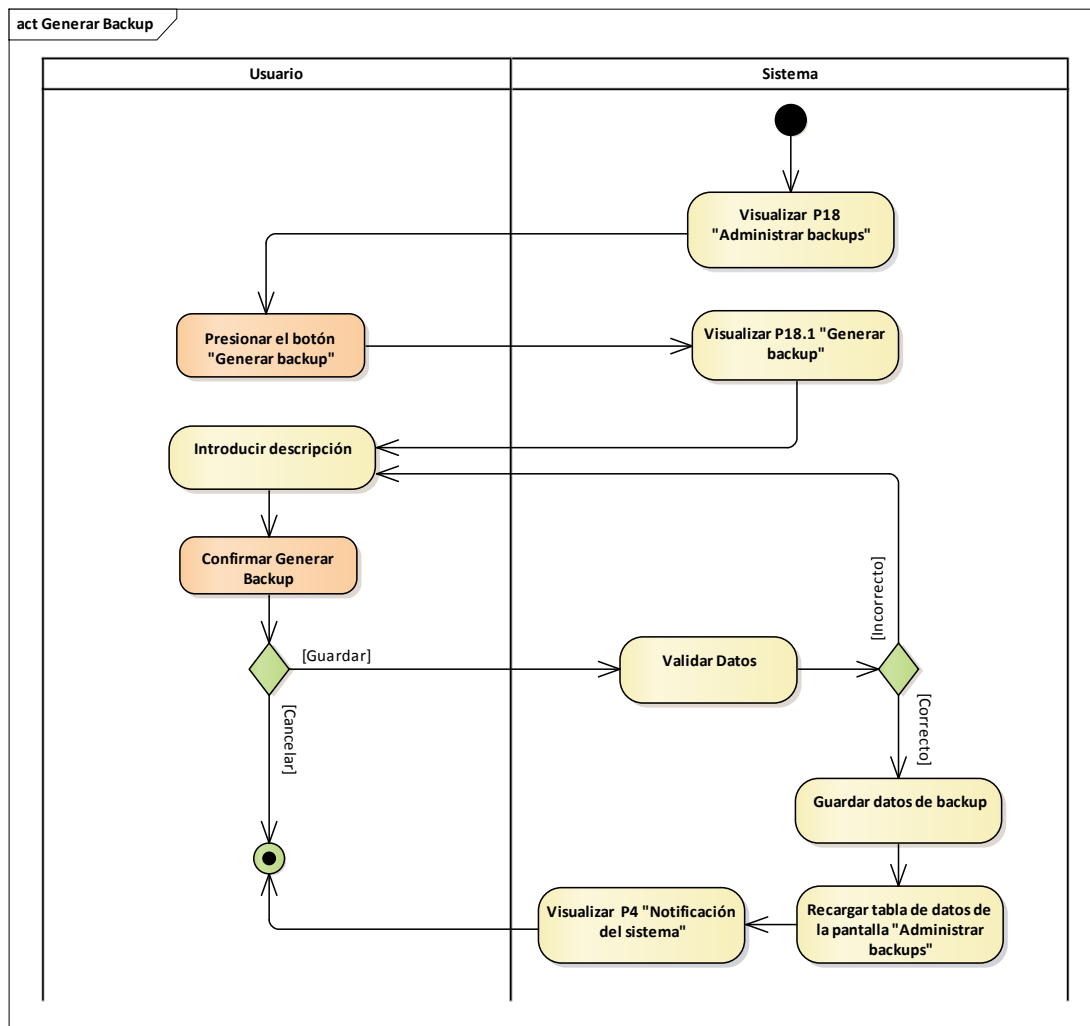 act Generar Backup
Usuario
Sistema
Visualizar P18
"Administrar backups"
Presionar el botón
"Generar backup"
Visualizar P18.1 "Generar
backup"
Introducir descripción
Confirmar Generar
Backup
[Guardar]
[Cancelar]
Validar Datos
[Incorrecto]
[Correcto]
Guardar datos de backup
Recargar tabla de datos de
la pantalla "Administrar
backups"
Visualizar P4 "Notificación
del sistema"